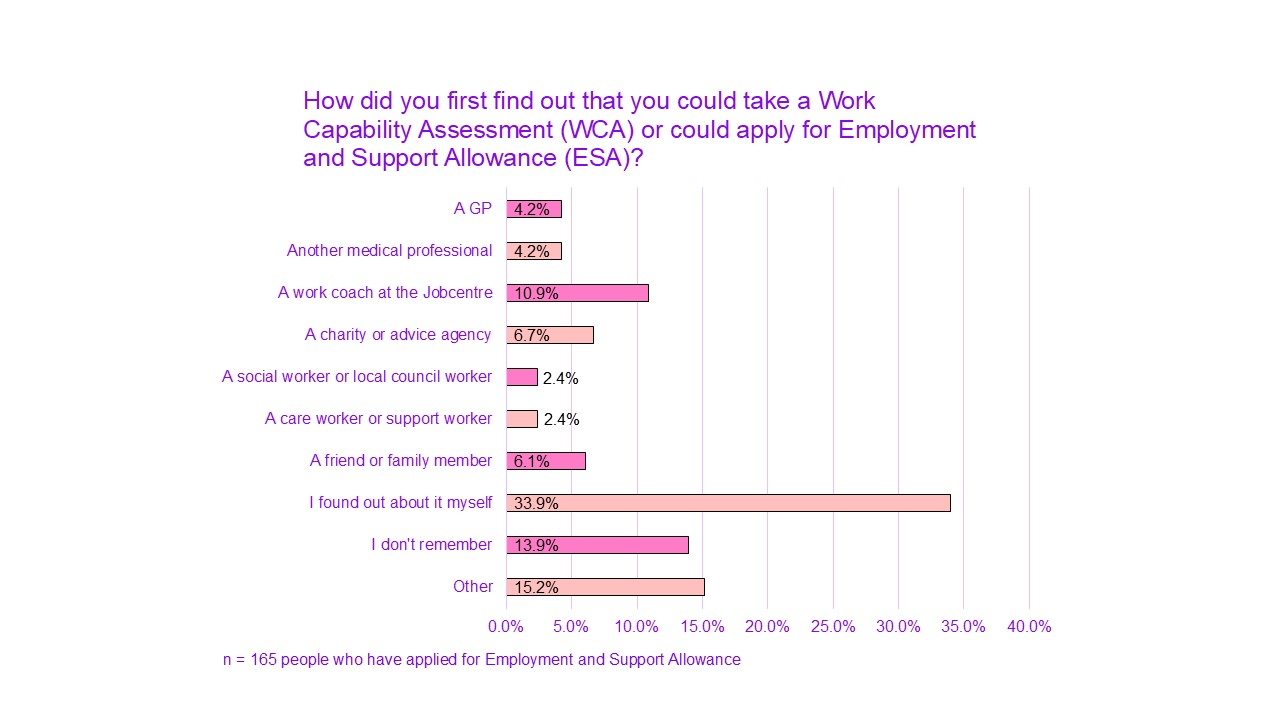 How did you first find out that you could take a Work
Capability Assessment (WCA) or could apply for Employment
and Support Allowance (ESA)?
A GP 4.2%
Another medical professional 4.2%
A work coach at the Jobcentre 10.9%
A charity or advice agency 6.7%
A social worker or local council worker 2.4%
A care worker or support worker 2.4%
A friend or family member 6.1%
I found out about it myself 33.9%
I don't remember 13.9%
Other 15.2%
0.0% 5.0% 10.0% 15.0% 20.0% 25.0% 30.0% 35.0% 40.0%
n = 165 people who have applied for Employment and Support Allowance